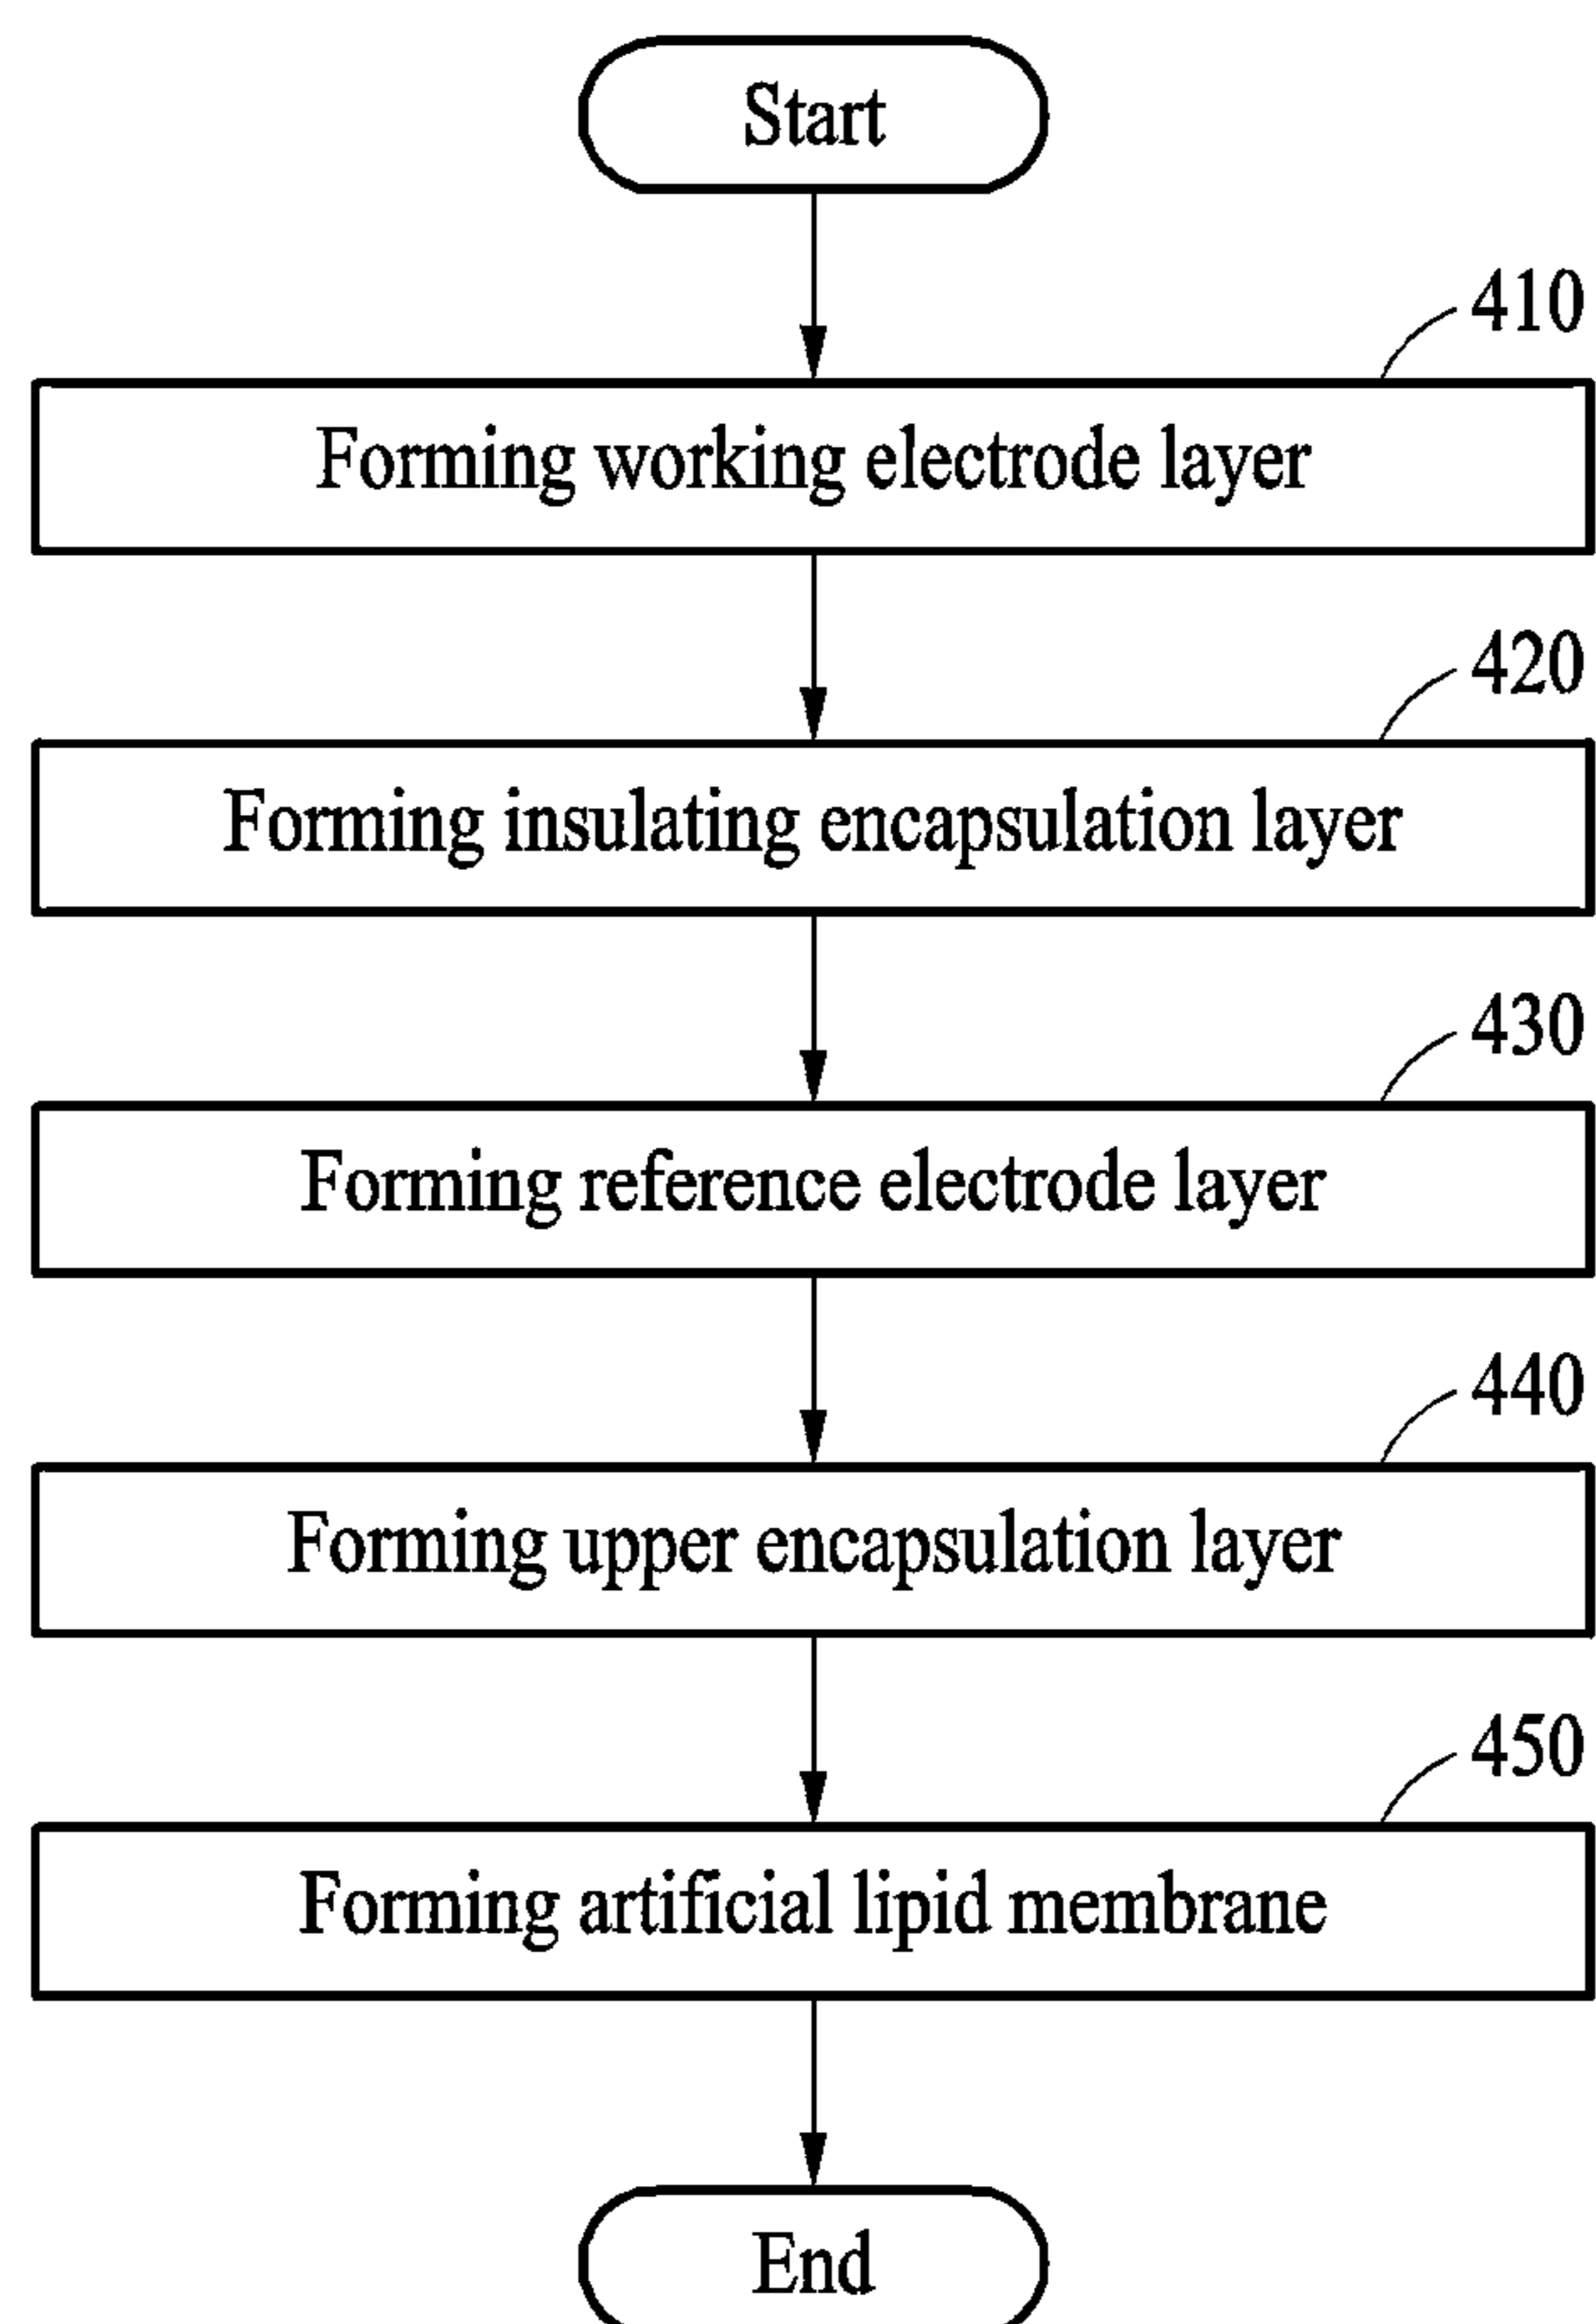 Start
410
Forming working electrode layer
420
Forming insulating encapsulation layer
430
Forming reference electrode layer
440
Forming upper encapsulation layer
450
Forming artificial lipid membrane
End